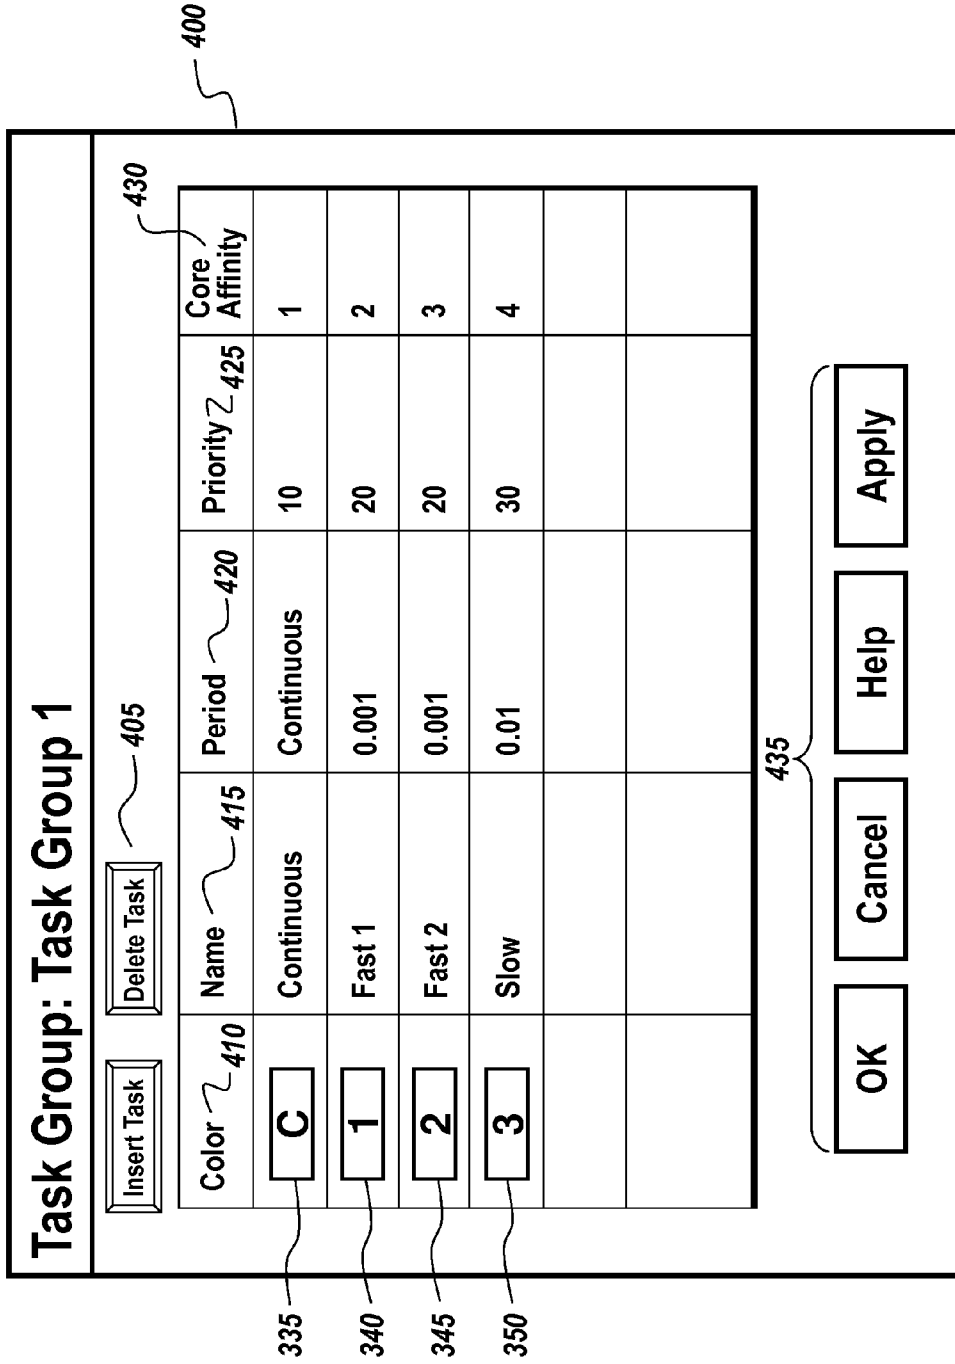 Task Group: Task Group 1
400
Insert Task Delete Task 405
430
Color 410 Name 415 Period 420 Priority 425 Core Affinity
335 C Continuous Continuous 10 1
340 1 Fast 1 0.001 20 2
345 2 Fast 2 0.001 20 3
350 3 Slow 0.01 30 4
435
OK Cancel Help Apply